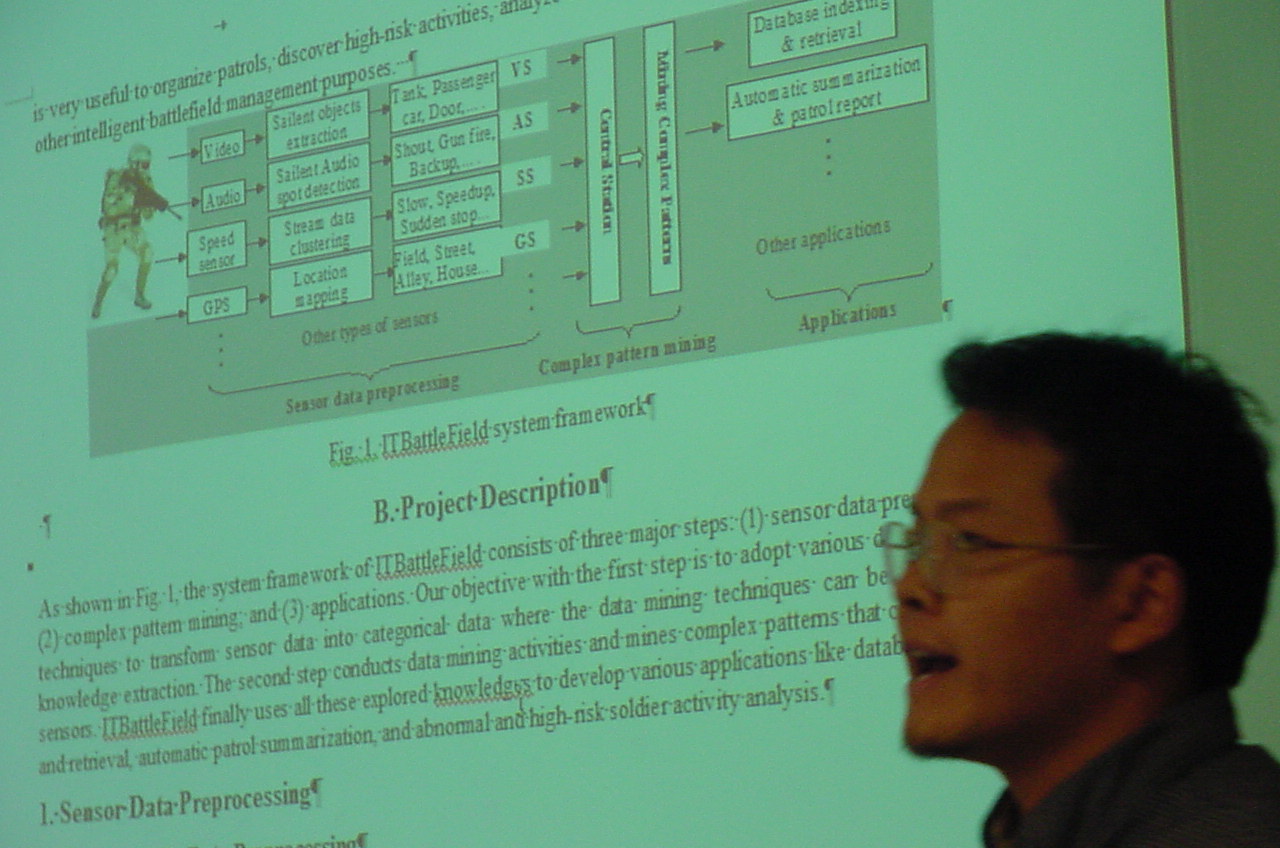 is very useful to organize patrols, discover high-risk activities, analyze
other intelligent battlefield management purposes. ¶
Video
Sailent objects
extraction
Tank, Passenger
car, Door,....
VS
Audio
Sailent Audio
spot detection
Shout, Gun fire,
Backup,....
AS
Speed
sensor
Stream data
clustering
Slow, Speedup,
Sudden stop...
SS
GPS
Location
mapping
Field, Street,
Alley, House...
GS
Central Station
Mining Complex Patterns
Database indexing
& retrieval
Automatic summarization
& patrol report
Other applications
Other types of sensors
Sensor data preprocessing
Complex pattern mining
Applications
¶
Fig. 1. ITBattleField system framework¶
¶
B. Project Description¶
As shown in Fig. 1, the system framework of ITBattleField consists of three major steps: (1) sensor data pre
(2) complex pattern mining; and (3) applications. Our objective with the first step is to adopt various d
techniques to transform sensor data into categorical data where the data mining techniques can be
knowledge extraction. The second step conducts data mining activities and mines complex patterns that
sensors. ITBattleField finally uses all these explored knowledges to develop various applications like datab
and retrieval, automatic patrol summarization, and abnormal and high-risk soldier activity analysis.¶
1. Sensor Data Preprocessing¶
Preprocessing¶